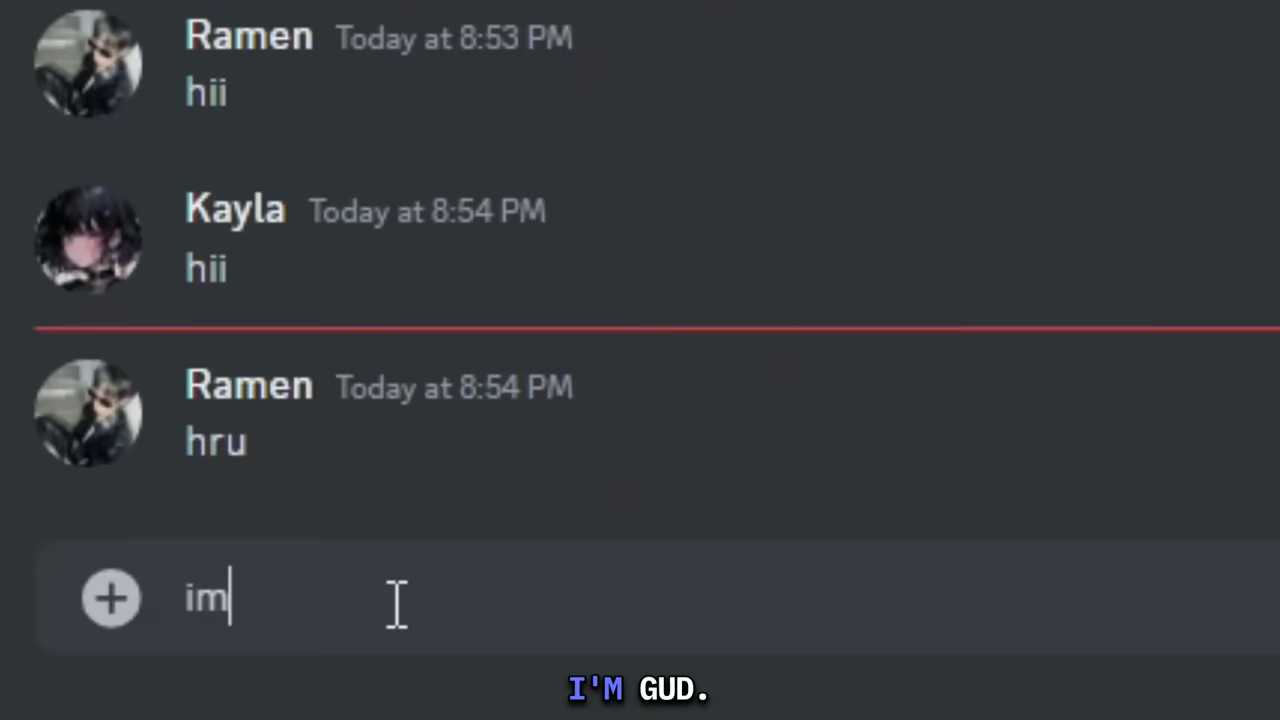 Ramen Today at 8:53 PM
hii
Kayla Today at 8:54 PM
hii
Ramen Today at 8:54 PM
hru
im
I'M GUD.